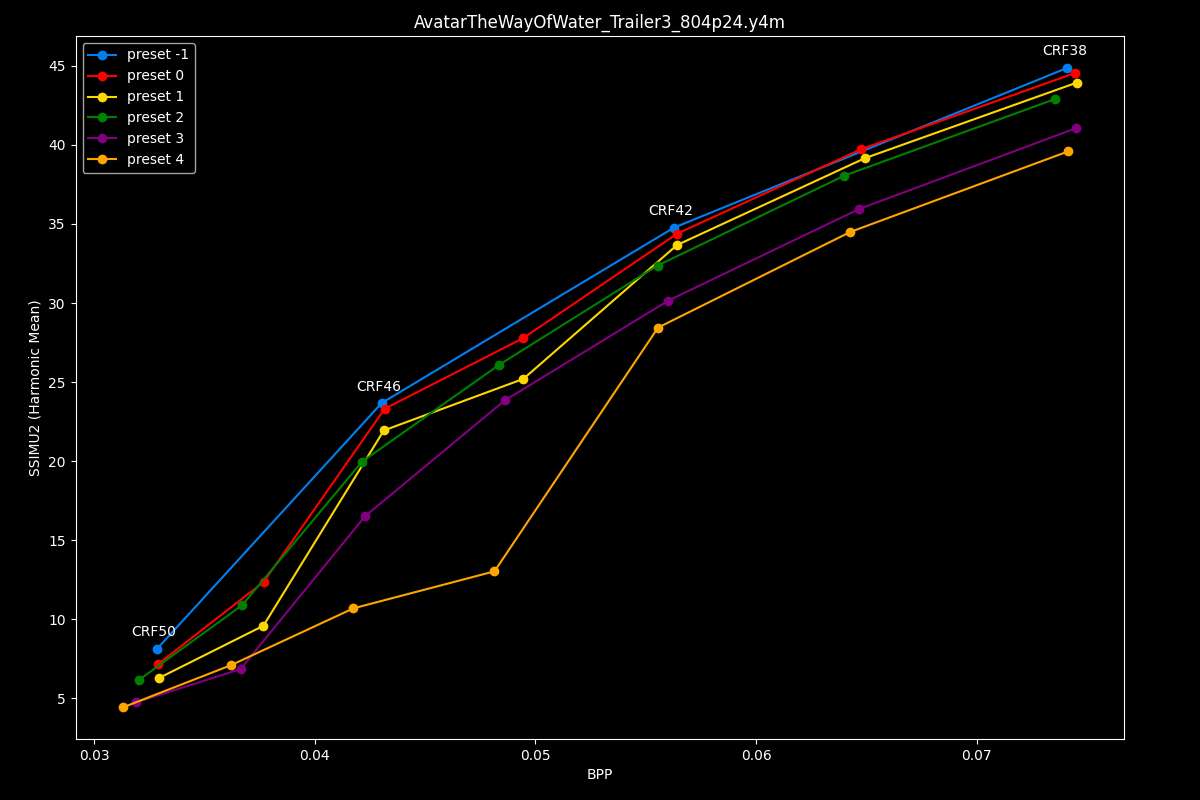 AvatarTheWayOfWater_Trailer3_804p24.y4m
preset -1
preset 0
preset 1
preset 2
preset 3
preset 4
CRF38
CRF42
CRF46
CRF50
SSIMU2 (Harmonic Mean)
45
40
35
30
25
20
15
10
5
0.03 0.04 0.05 0.06 0.07
BPP